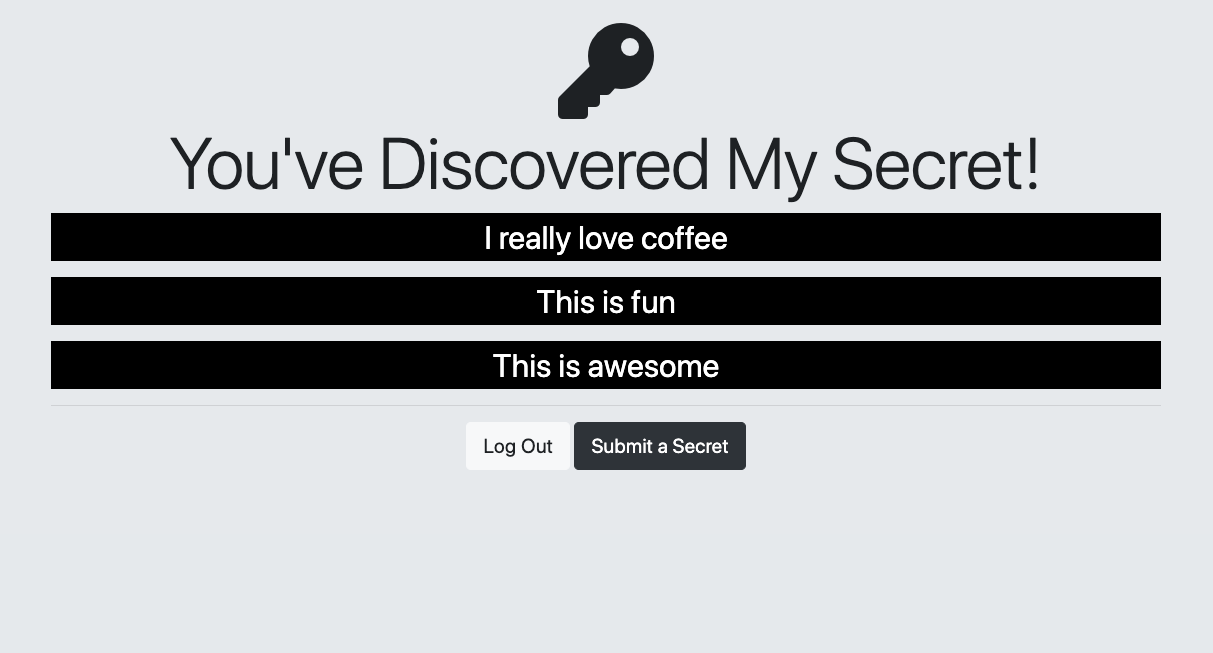 You've Discovered My Secret!
I really love coffee
This is fun
This is awesome
Log Out Submit a Secret